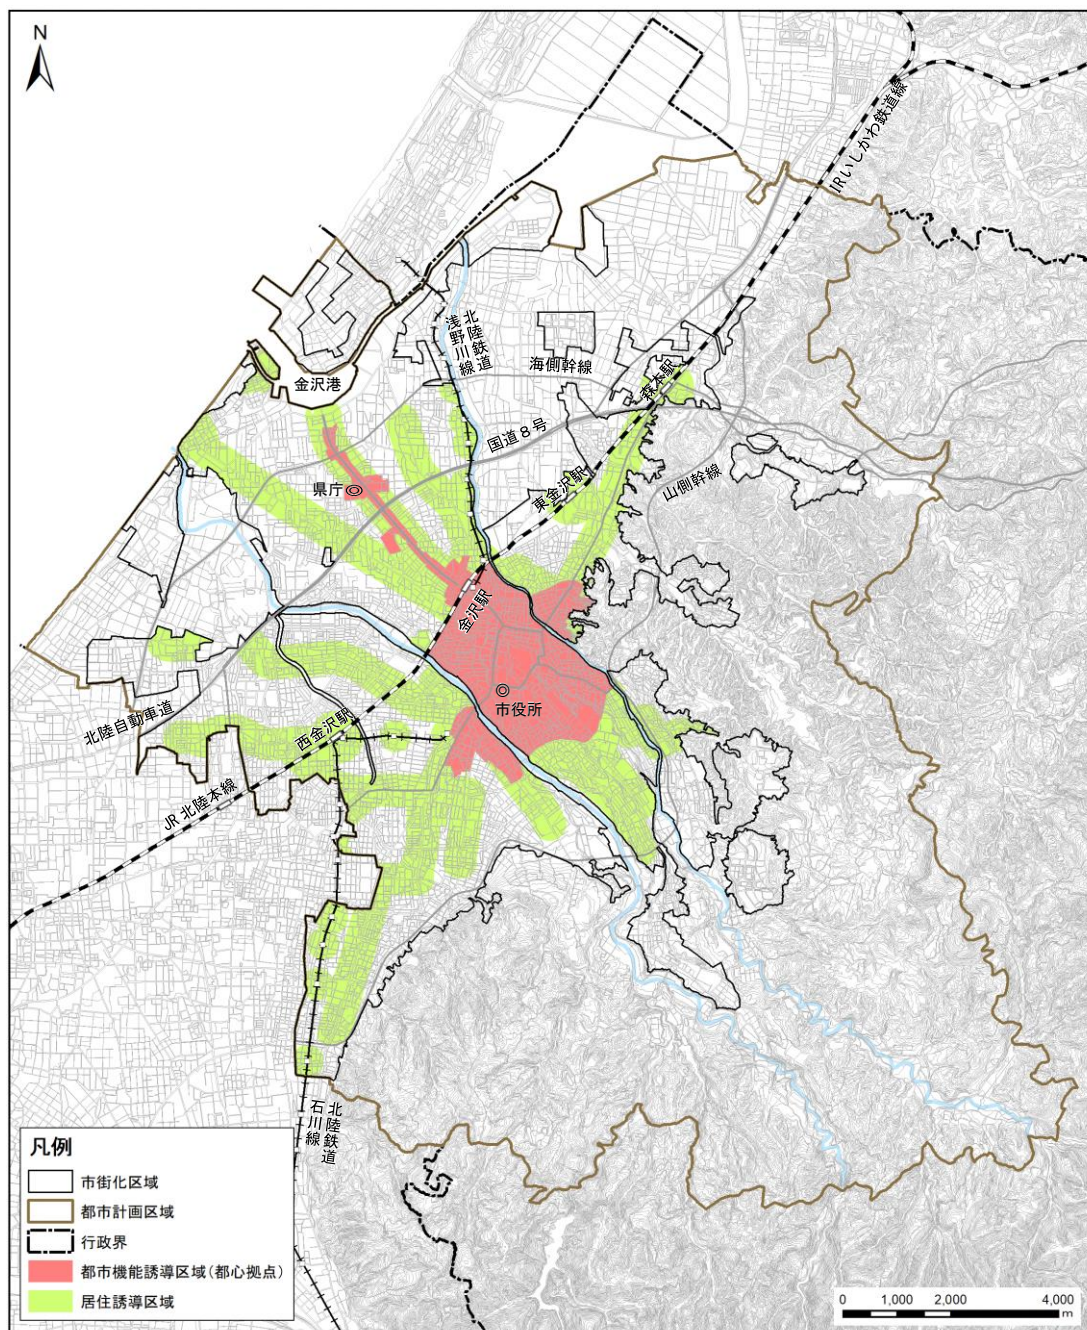 N
IRいしかわ鉄道線
北陸鉄道
浅野川線
海側幹線
金沢港
森本駅
国道8号
県庁
東金沢駅
山側幹線
金沢駅
市役所
北陸自動車道
西金沢駅
JR北陸本線
北陸鉄道
石川線
凡例
市街化区域
都市計画区域
行政界
都市機能誘導区域(都心拠点)
居住誘導区域
0 1,000 2,000 4,000
m